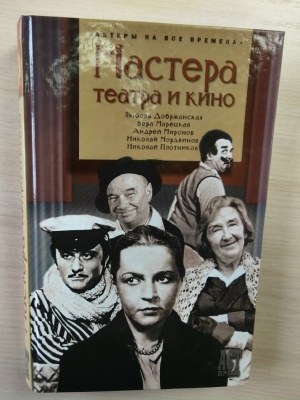 АКТЕРЫ НА ВСЕ ВРЕМЕНА
Мастера
театра и кино
Любовь Добржанская
Вера Марецкая
Андрей Миронов
Николай Мордвинов
Николай Плотников